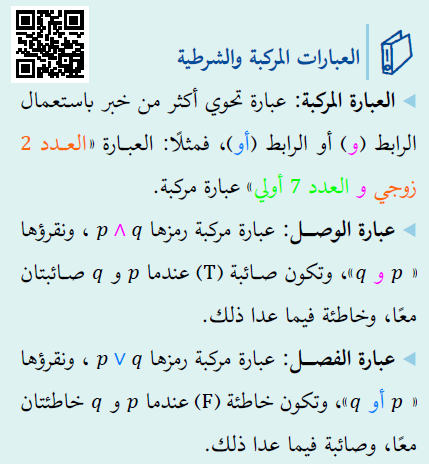 العبارات المركبة والشرطية
العبارة المركبة: عبارة تحوي أكثر من خبر باستعمال
الرابط (و) أو الرابط (أو)، فمثلًا: العبارة «العدد 2
زوجي و العدد 7 أولي» عبارة مركبة.
عبارة الوصل: عبارة مركبة رمزها p ∧ q ، ونقرؤها
« p و q»، وتكون صائبة (T) عندما p و q صائبتان
معًا، وخاطئة فيما عدا ذلك.
عبارة الفصل: عبارة مركبة رمزها p ∨ q ، ونقرؤها
« p أو q»، وتكون خاطئة (F) عندما p و q خاطئتان
معًا، وصائبة فيما عدا ذلك.